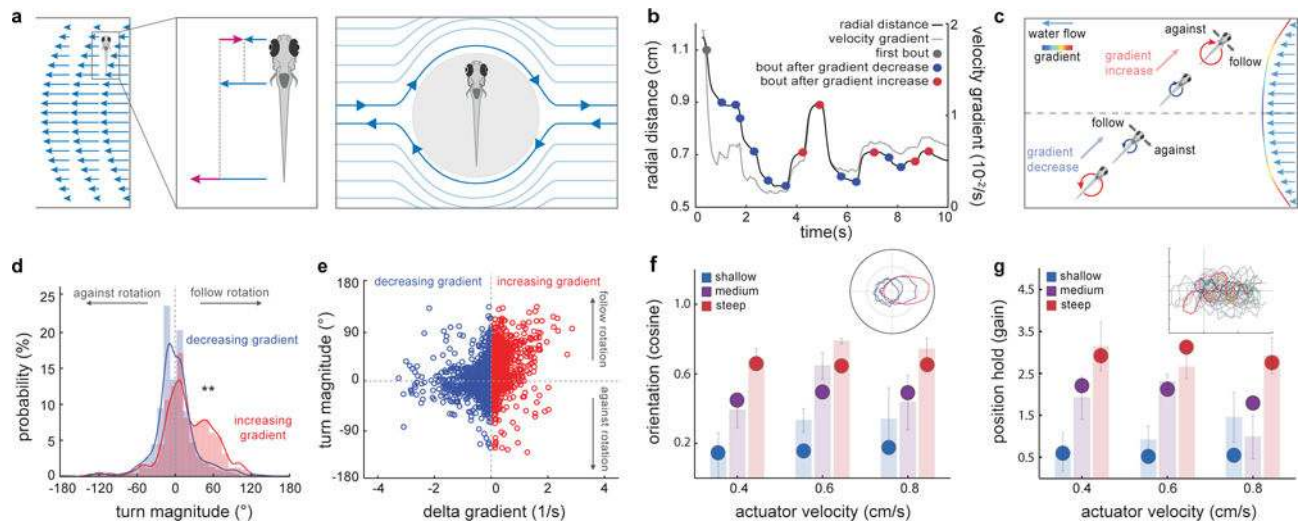 a
b
radial distance
velocity gradient
first bout
bout after gradient decrease
bout after gradient increase
radial distance (cm)
1.1
0.9
0.7
0.5
velocity gradient (10⁻²/s)
2
1
0
0 2 4 6 8 10
time(s)
c
water flow
gradient
against
follow
gradient
increase
follow
against
gradient
decrease
d
against rotation
follow rotation
decreasing gradient
**
increasing
gradient
probability (%)
25
20
15
10
5
0
-180 -120 -60 0 60 120 180
turn magnitude (°)
e
decreasing gradient
increasing gradient
follow rotation
against rotation
turn magnitude (°)
180
90
0
-90
-180
-4 -2 0 2 4
delta gradient (1/s)
f
shallow
medium
steep
orientation (cosine)
1.0
0.6
0.2
0.4 0.6 0.8
actuator velocity (cm/s)
g
shallow
medium
steep
position hold (gain)
4.5
3.5
2.5
1.5
0.5
0.4 0.6 0.8
actuator velocity (cm/s)